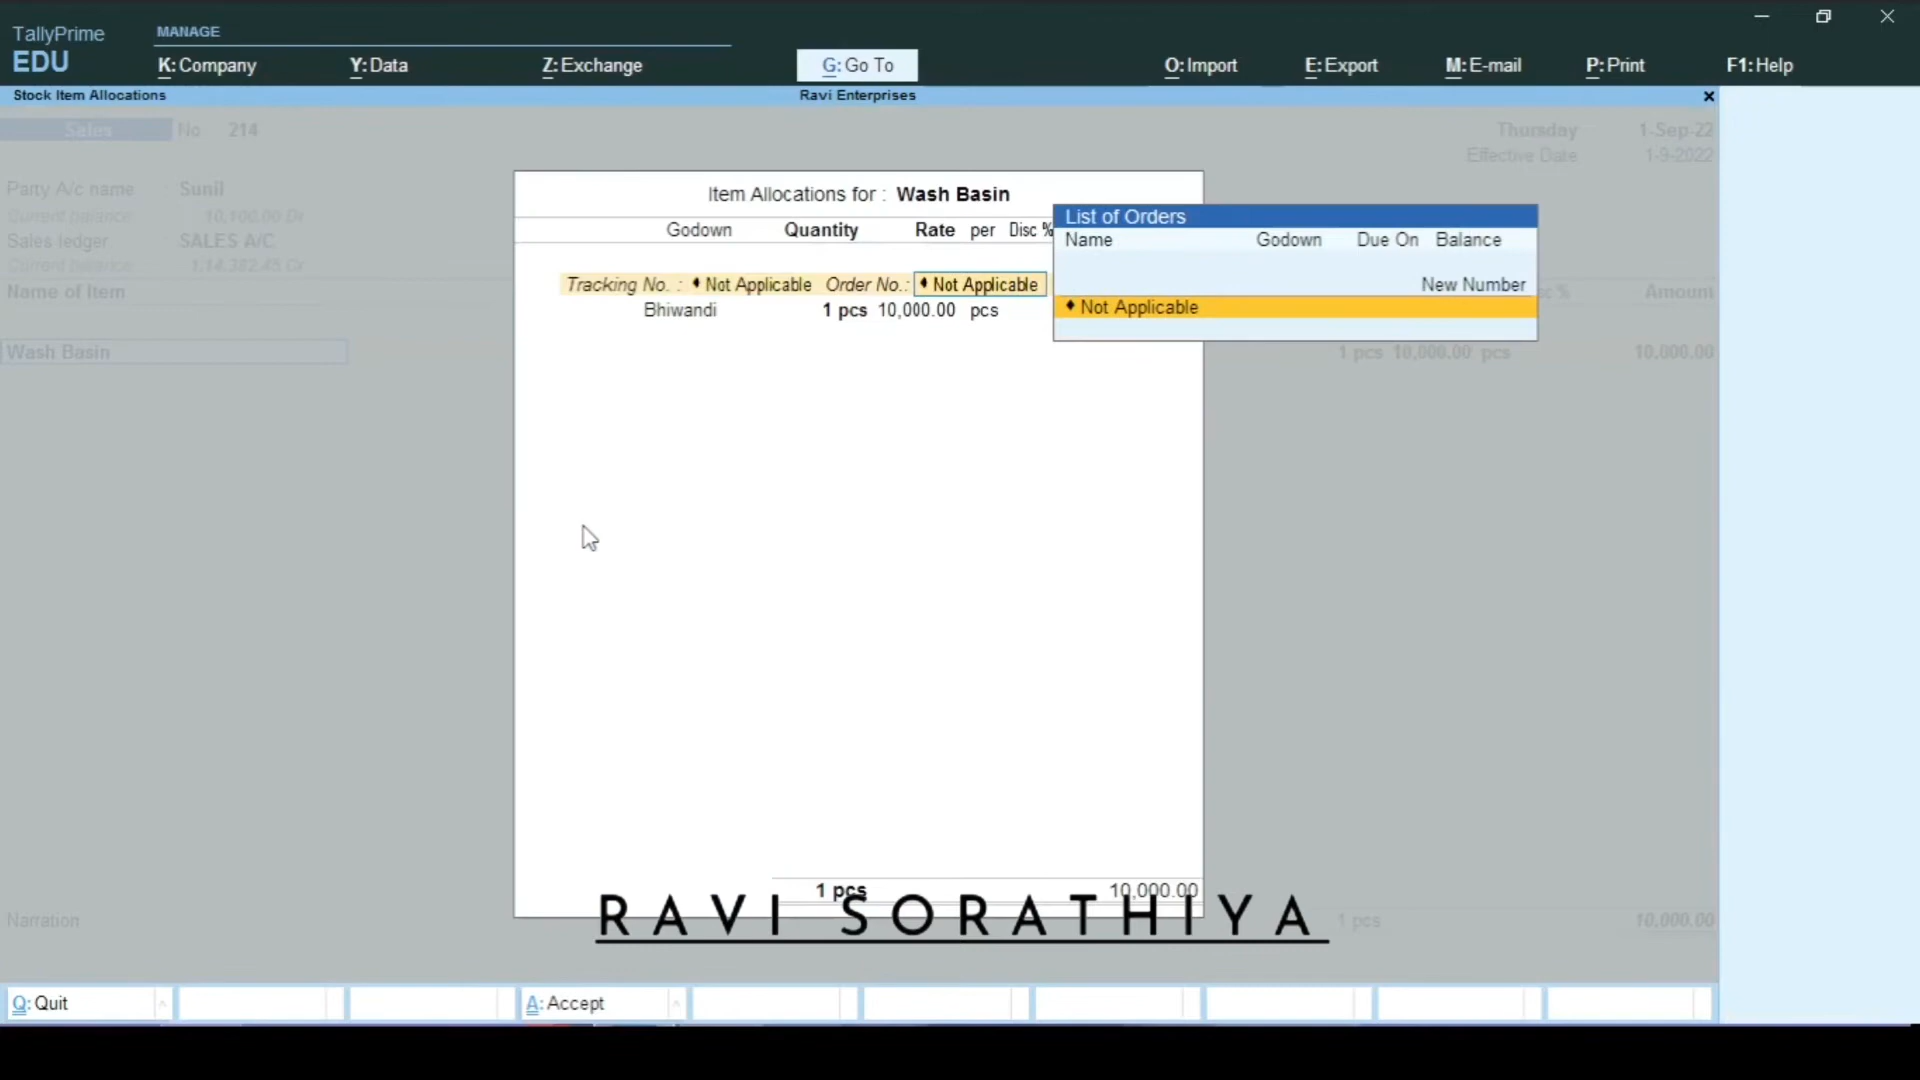 TallyPrime
EDU
MANAGE
K: Company
Y: Data
Z: Exchange
G: Go To
O: Import
E: Export
M: E-mail
P: Print
F1: Help
Stock Item Allocations
Ravi Enterprises
Sales No 214
Thursday 1-Sep-22
Effective Date 1-9-2022
Party A/c name : Sunil
Current balance : 10,100.00 Dr
Sales ledger : SALES A/C
Current balance : 1,14,382.45 Cr
Name of Item
Amount
Wash Basin
1 pcs 10,000.00 pcs 10,000.00
Item Allocations for : Wash Basin
Godown Quantity Rate per Disc %
Tracking No. : ♦ Not Applicable Order No.: ♦ Not Applicable
Bhiwandi 1 pcs 10,000.00 pcs
List of Orders
Name Godown Due On Balance
New Number
♦ Not Applicable
1 pcs 10,000.00
RAVI SORATHIYA
Narration
1 pcs 10,000.00
Q: Quit
A: Accept